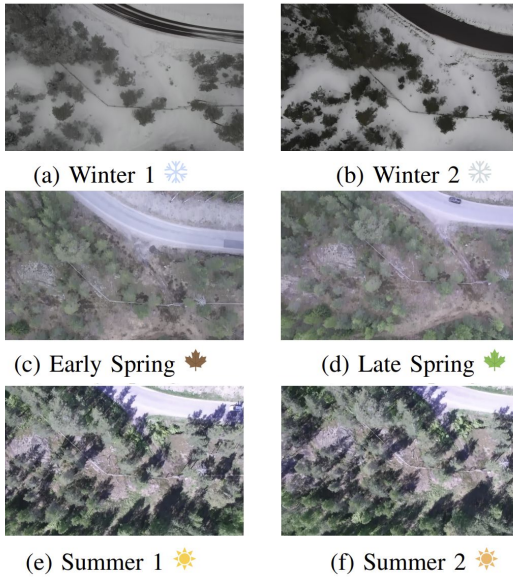 (a) Winter 1
(b) Winter 2
(c) Early Spring
(d) Late Spring
(e) Summer 1
(f) Summer 2